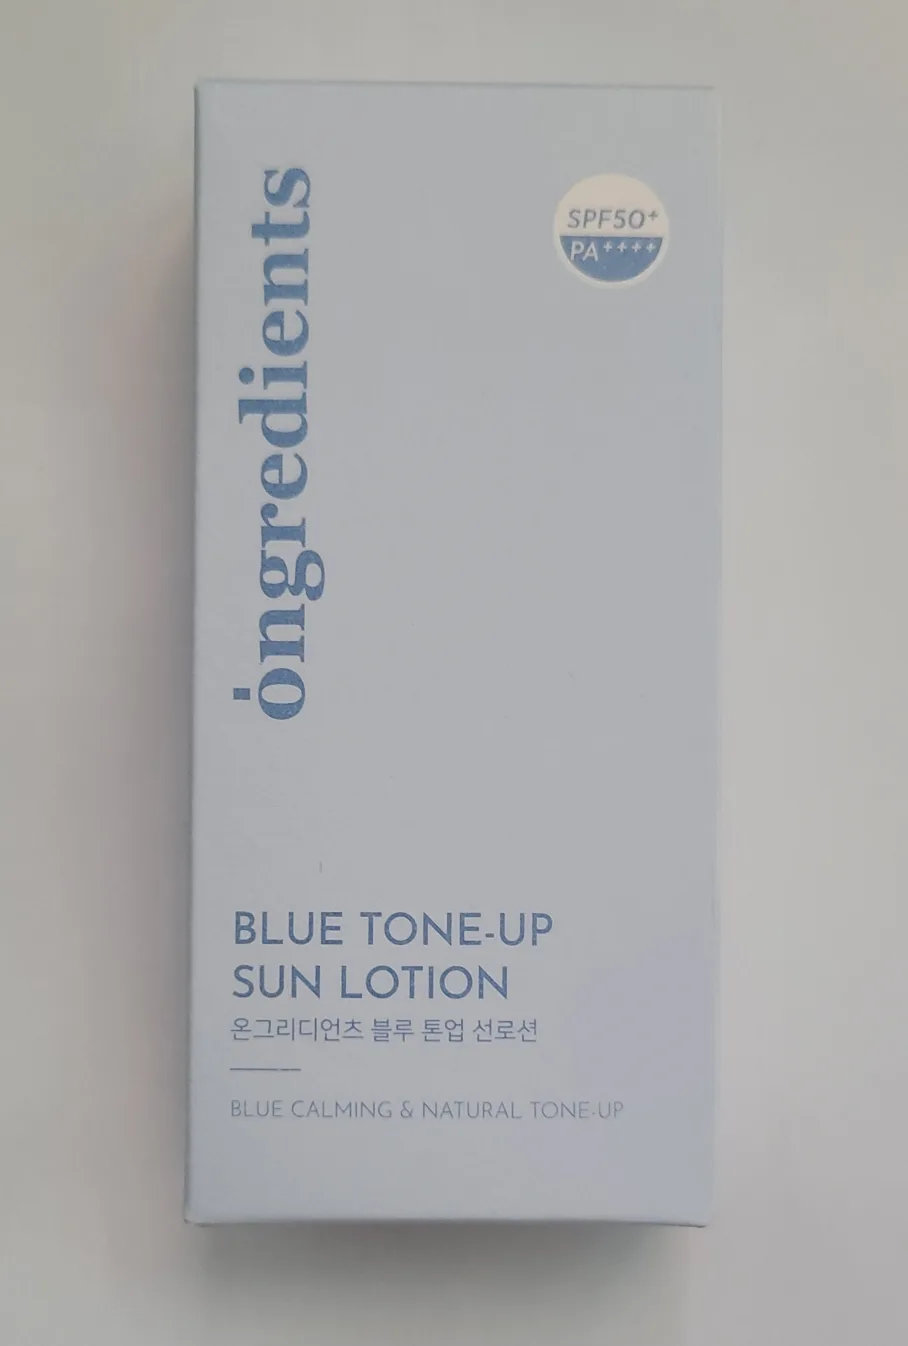 ȯngredients
SPF50+
PA++++
BLUE TONE-UP
SUN LOTION
온그리디언츠 블루 톤업 선로션
BLUE CALMING & NATURAL TONE-UP